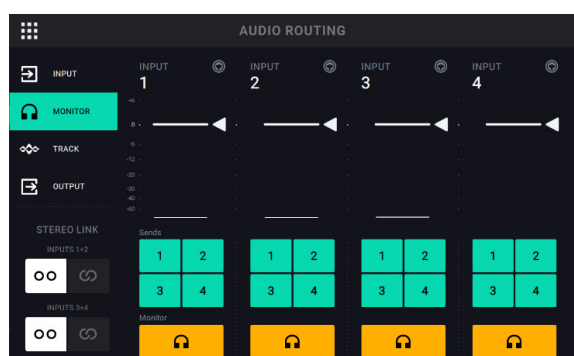 AUDIO ROUTING
INPUT
MONITOR
TRACK
OUTPUT
STEREO LINK
INPUTS 1+2
INPUTS 3+4
INPUT
1
INPUT
2
INPUT
3
INPUT
4
+6
0
-6
-12
-20
-30
-40
-60
Sends
1 2
3 4
1 2
3 4
1 2
3 4
1 2
3 4
Monitor